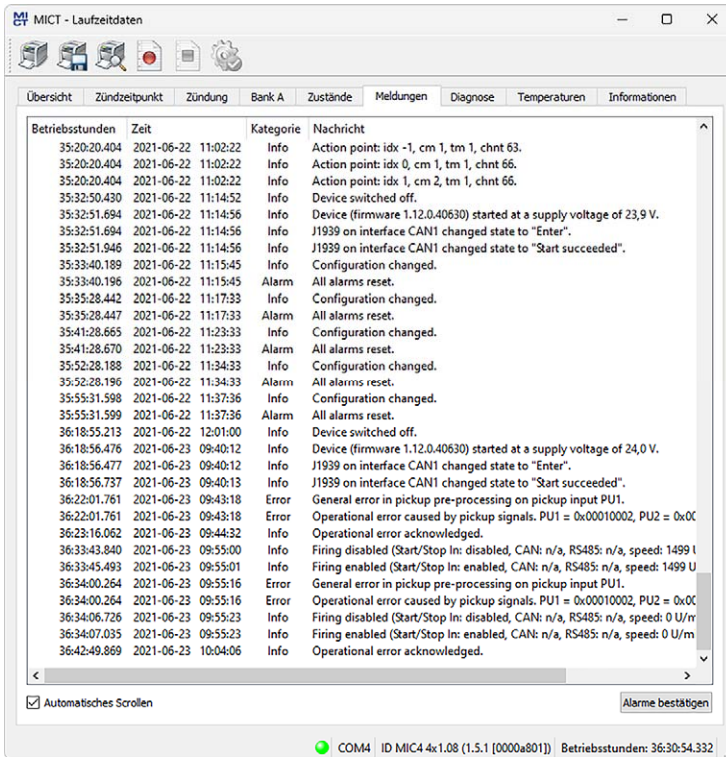 MICT - Laufzeitdaten
Übersicht Zündzeitpunkt Zündung Bank A Zustände Meldungen Diagnose Temperaturen Informationen
Betriebsstunden Zeit Kategorie Nachricht
35:20:20.404 2021-06-22 11:02:22 Info Action point: idx -1, cm 1, tm 1, chnt 63.
35:20:20.404 2021-06-22 11:02:22 Info Action point: idx 0, cm 1, tm 1, chnt 66.
35:20:20.404 2021-06-22 11:02:22 Info Action point: idx 1, cm 2, tm 1, chnt 66.
35:32:50.430 2021-06-22 11:14:52 Info Device switched off.
35:32:51.694 2021-06-22 11:14:56 Info Device (firmware 1.12.0.40630) started at a supply voltage of 23,9 V.
35:32:51.694 2021-06-22 11:14:56 Info J1939 on interface CAN1 changed state to "Enter".
35:32:51.946 2021-06-22 11:14:56 Info J1939 on interface CAN1 changed state to "Start succeeded".
35:33:40.189 2021-06-22 11:15:45 Info Configuration changed.
35:33:40.196 2021-06-22 11:15:45 Alarm All alarms reset.
35:35:28.442 2021-06-22 11:17:33 Info Configuration changed.
35:35:28.447 2021-06-22 11:17:33 Alarm All alarms reset.
35:41:28.665 2021-06-22 11:23:33 Info Configuration changed.
35:41:28.670 2021-06-22 11:23:33 Alarm All alarms reset.
35:52:28.188 2021-06-22 11:34:33 Info Configuration changed.
35:52:28.196 2021-06-22 11:34:33 Alarm All alarms reset.
35:55:31.598 2021-06-22 11:37:36 Info Configuration changed.
35:55:31.599 2021-06-22 11:37:36 Alarm All alarms reset.
36:18:55.213 2021-06-22 12:01:00 Info Device switched off.
36:18:56.476 2021-06-23 09:40:12 Info Device (firmware 1.12.0.40630) started at a supply voltage of 24,0 V.
36:18:56.477 2021-06-23 09:40:12 Info J1939 on interface CAN1 changed state to "Enter".
36:18:56.737 2021-06-23 09:40:13 Info J1939 on interface CAN1 changed state to "Start succeeded".
36:22:01.761 2021-06-23 09:43:18 Error General error in pickup pre-processing on pickup input PU1.
36:22:01.761 2021-06-23 09:43:18 Error Operational error caused by pickup signals. PU1 = 0x00010002, PU2 = 0x00
36:23:16.062 2021-06-23 09:44:32 Info Operational error acknowledged.
36:33:43.840 2021-06-23 09:55:00 Info Firing disabled (Start/Stop In: disabled, CAN: n/a, RS485: n/a, speed: 1499 U
36:33:45.493 2021-06-23 09:55:01 Info Firing enabled (Start/Stop In: enabled, CAN: n/a, RS485: n/a, speed: 1499 U
36:34:00.264 2021-06-23 09:55:16 Error General error in pickup pre-processing on pickup input PU1.
36:34:00.264 2021-06-23 09:55:16 Error Operational error caused by pickup signals. PU1 = 0x00010002, PU2 = 0x00
36:34:06.726 2021-06-23 09:55:23 Info Firing disabled (Start/Stop In: disabled, CAN: n/a, RS485: n/a, speed: 0 U/m
36:34:07.035 2021-06-23 09:55:23 Info Firing enabled (Start/Stop In: enabled, CAN: n/a, RS485: n/a, speed: 0 U/m
36:42:49.869 2021-06-23 10:04:06 Info Operational error acknowledged.
Automatisches Scrollen Alarme bestätigen
COM4 ID MIC4 4x1.08 (1.5.1 [0000a801]) Betriebsstunden: 36:30:54.332